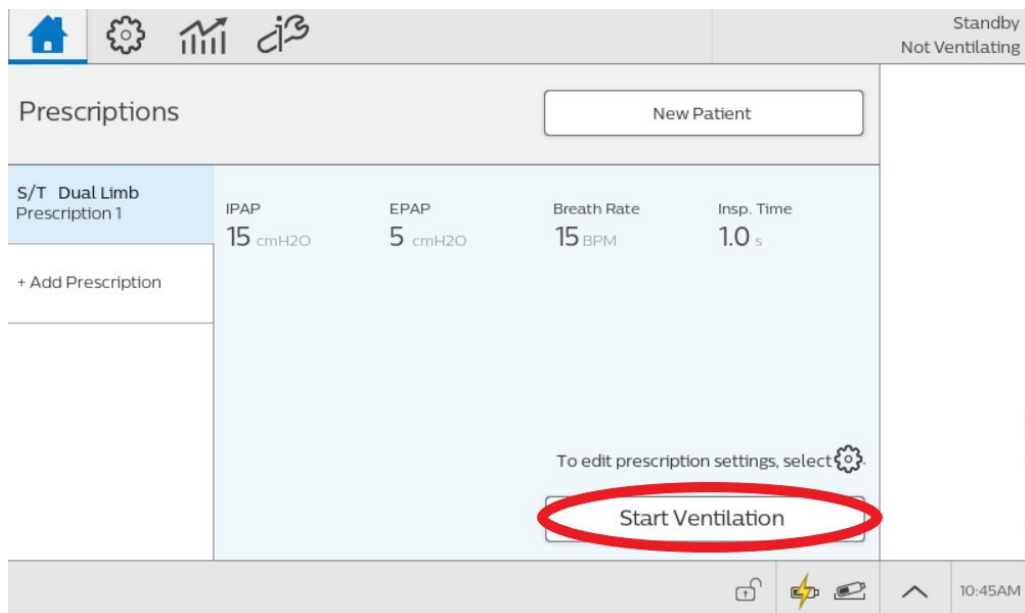 Standby
Not Ventilating
Prescriptions
New Patient
S/T Dual Limb
Prescription 1
+ Add Prescription
IPAP
15 cmH2O
EPAP
5 cmH2O
Breath Rate
15 BPM
Insp. Time
1.0 s
To edit prescription settings, select
Start Ventilation
10:45AM